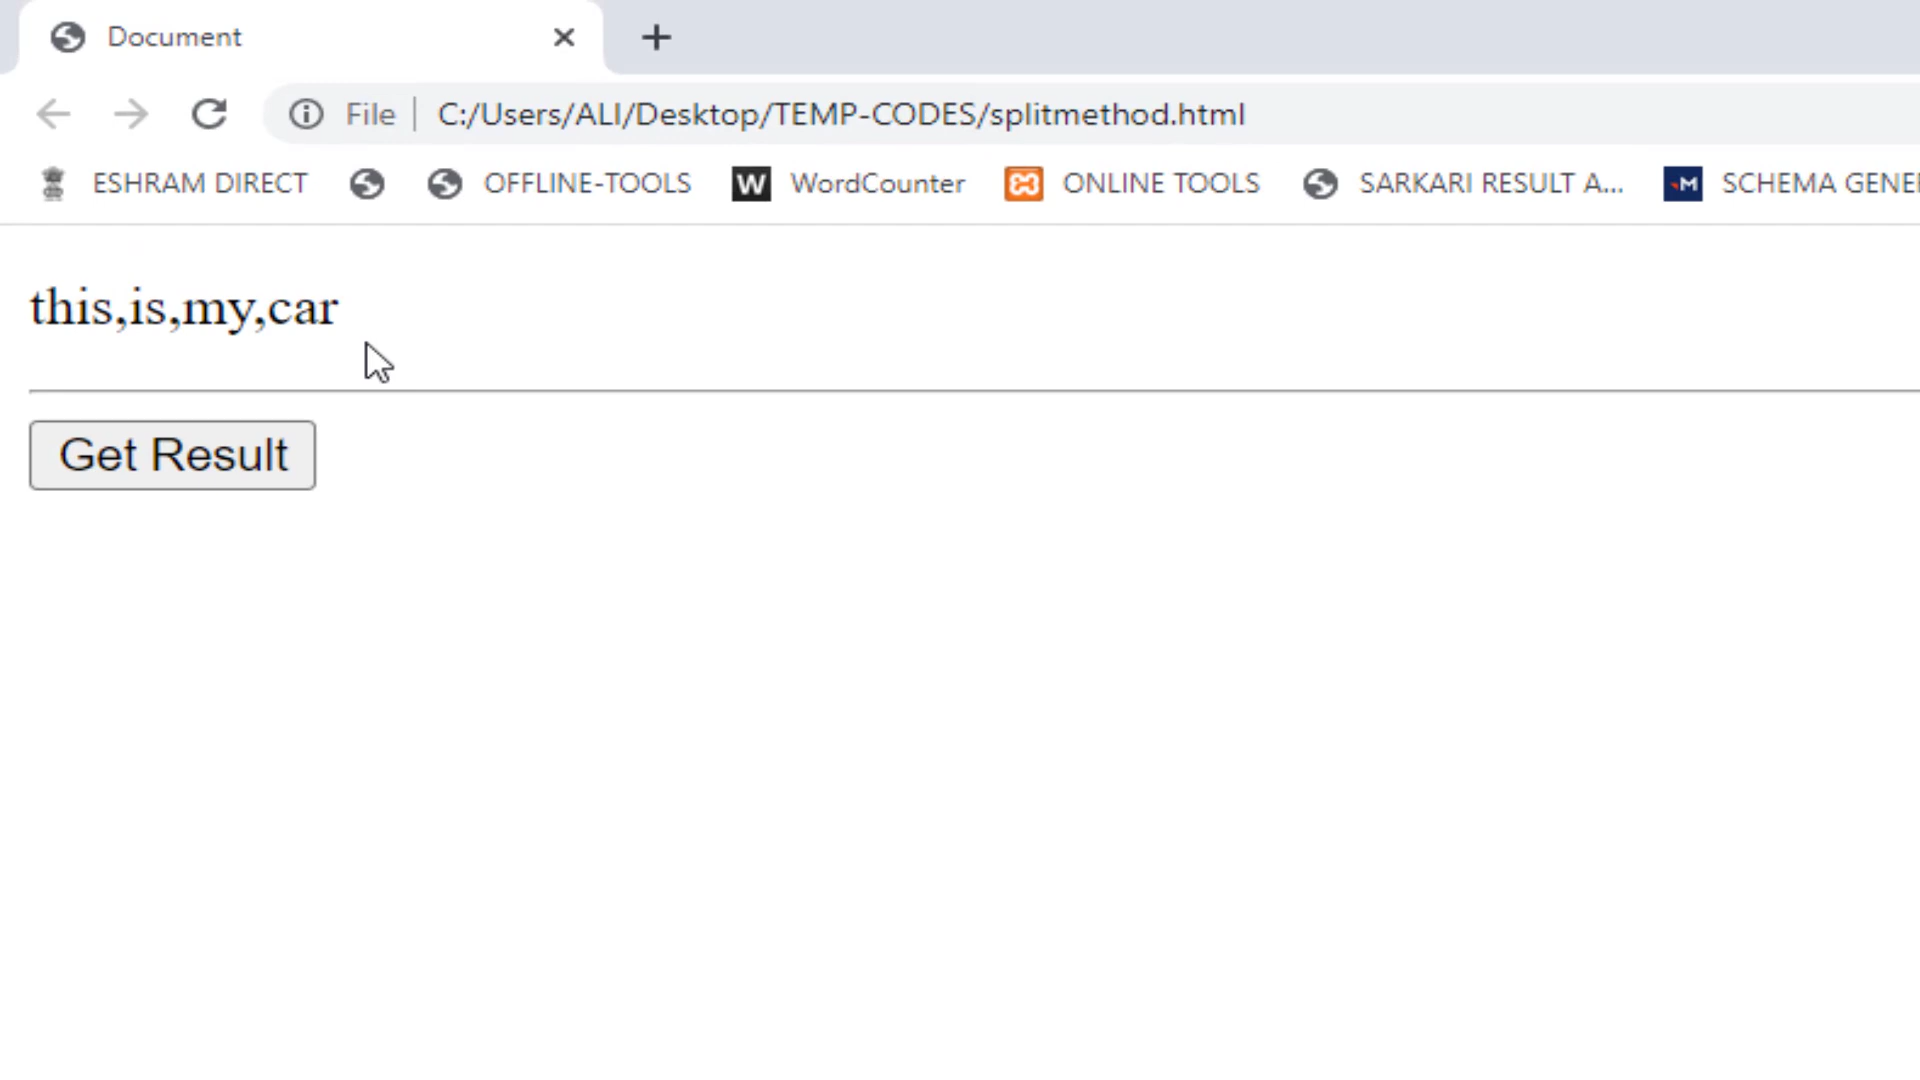 Document
File C:/Users/ALI/Desktop/TEMP-CODES/splitmethod.html
ESHRAM DIRECT OFFLINE-TOOLS W WordCounter ONLINE TOOLS SARKARI RESULT A... M SCHEMA GENE
this,is,my,car
Get Result